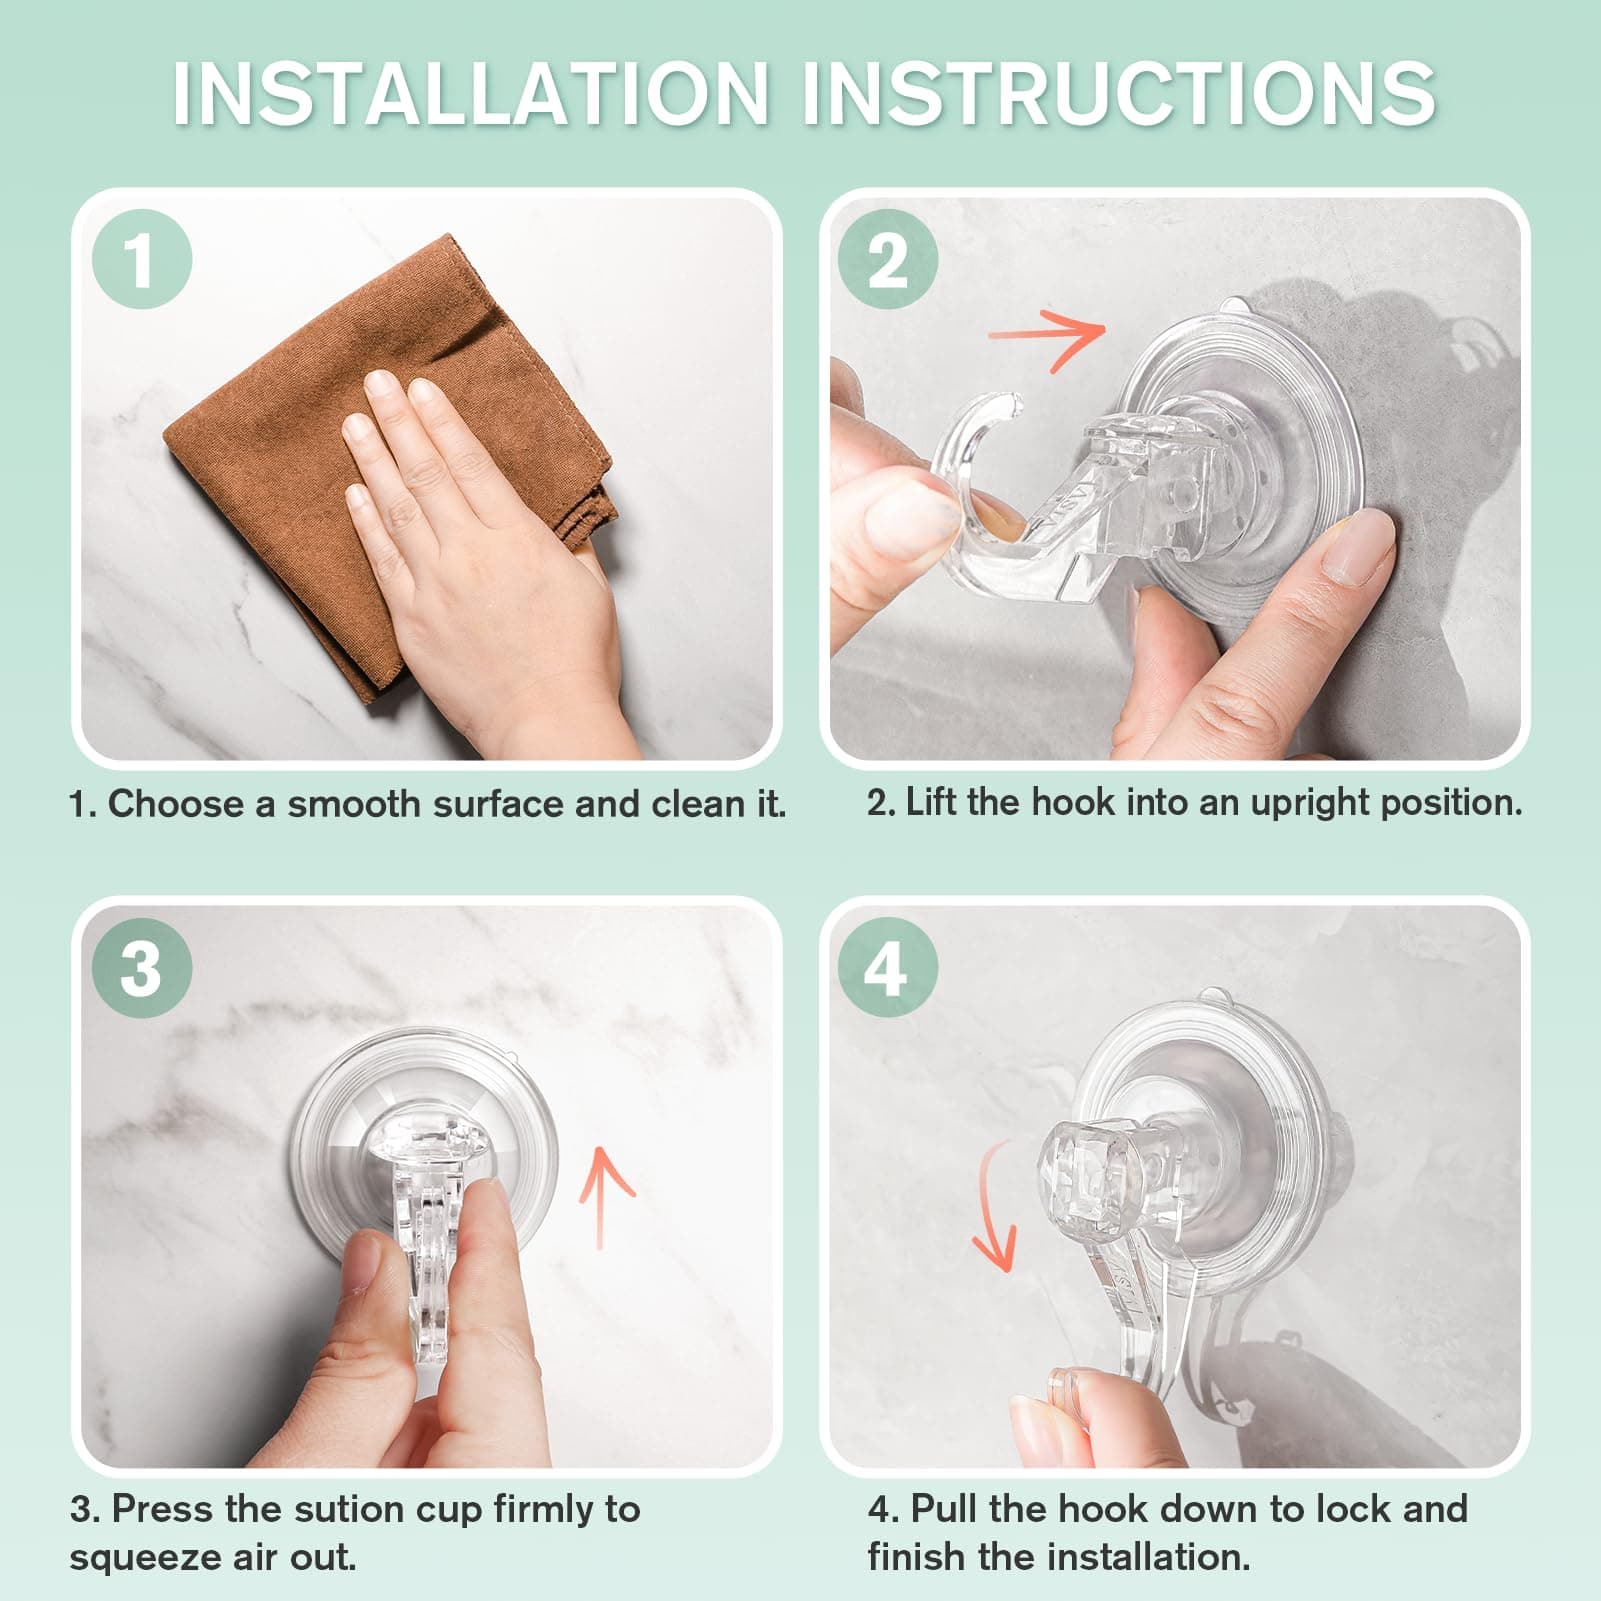 INSTALLATION INSTRUCTIONS
1
2
1. Choose a smooth surface and clean it.
2. Lift the hook into an upright position.
3
4
3. Press the sution cup firmly to
squeeze air out.
4. Pull the hook down to lock and
finish the installation.